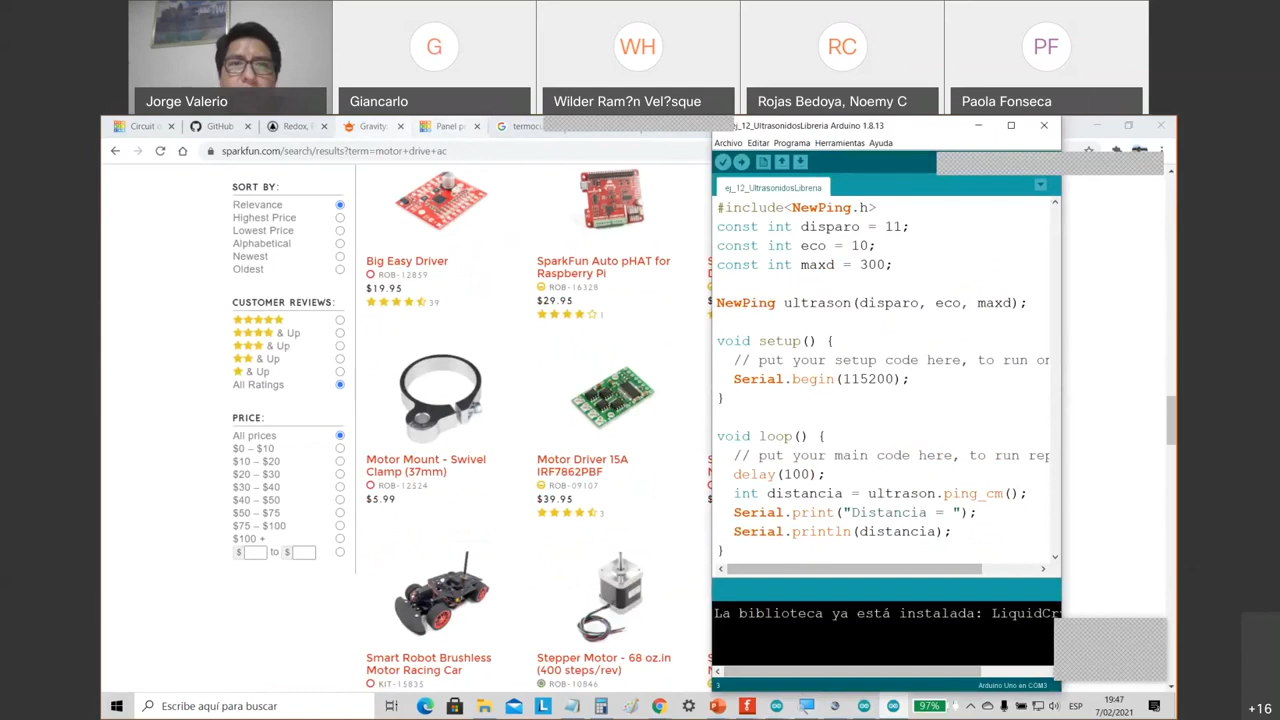 G
WH
RC
PF
Jorge Valerio
Giancarlo
Wilder Ram?n Vel?sque
Rojas Bedoya, Noemy C
Paola Fonseca
Circuit o
GitHub
Redox, F
Gravity:
Panel p
termocu
sparkfun.com/search/results?term=motor+drive+ac
SORT BY:
Relevance
Highest Price
Lowest Price
Alphabetical
Newest
Oldest
CUSTOMER REVIEWS:
& Up
& Up
& Up
& Up
All Ratings
PRICE:
All prices
$0 – $10
$10 – $20
$20 – $30
$30 – $40
$40 – $50
$50 – $75
$75 – $100
$100 +
$ to $
Big Easy Driver
ROB-12859
$19.95
39
SparkFun Auto pHAT for
Raspberry Pi
ROB-16328
$29.95
1
Motor Mount - Swivel
Clamp (37mm)
ROB-12524
$5.99
Motor Driver 15A
IRF7862PBF
ROB-09107
$39.95
3
Smart Robot Brushless
Motor Racing Car
KIT-15835
Stepper Motor - 68 oz.in
(400 steps/rev)
ROB-10846
ej_12_UltrasonidosLibreria Arduino 1.8.13
Archivo Editar Programa Herramientas Ayuda
ej_12_UltrasonidosLibreria
#include<NewPing.h>
const int disparo = 11;
const int eco = 10;
const int maxd = 300;
NewPing ultrason(disparo, eco, maxd);
void setup() {
// put your setup code here, to run on
Serial.begin(115200);
}
void loop() {
// put your main code here, to run rep
delay(100);
int distancia = ultrason.ping_cm();
Serial.print("Distancia = ");
Serial.println(distancia);
}
La biblioteca ya está instalada: LiquidCr
3
Arduino Uno en COM3
Escribe aquí para buscar
97%
ESP
19:47
7/02/2021
+16